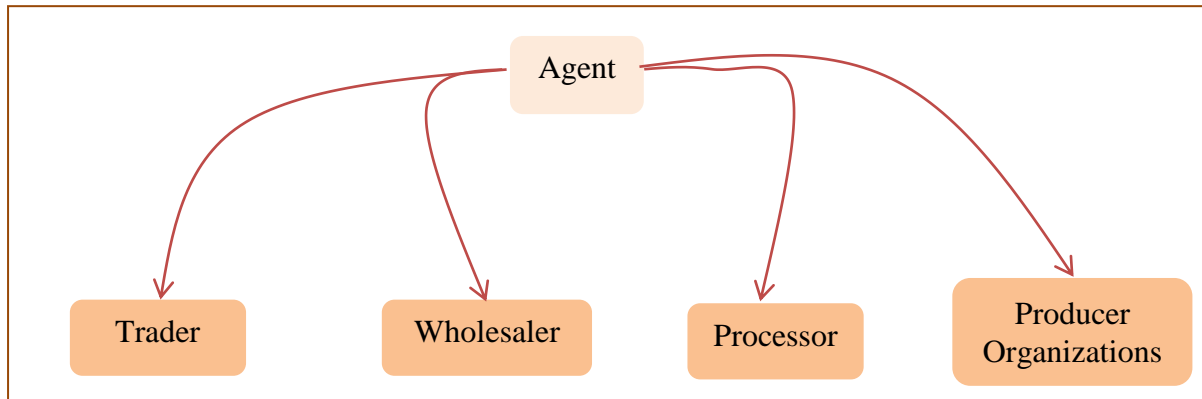 Agent
Trader
Wholesaler
Processor
Producer
Organizations